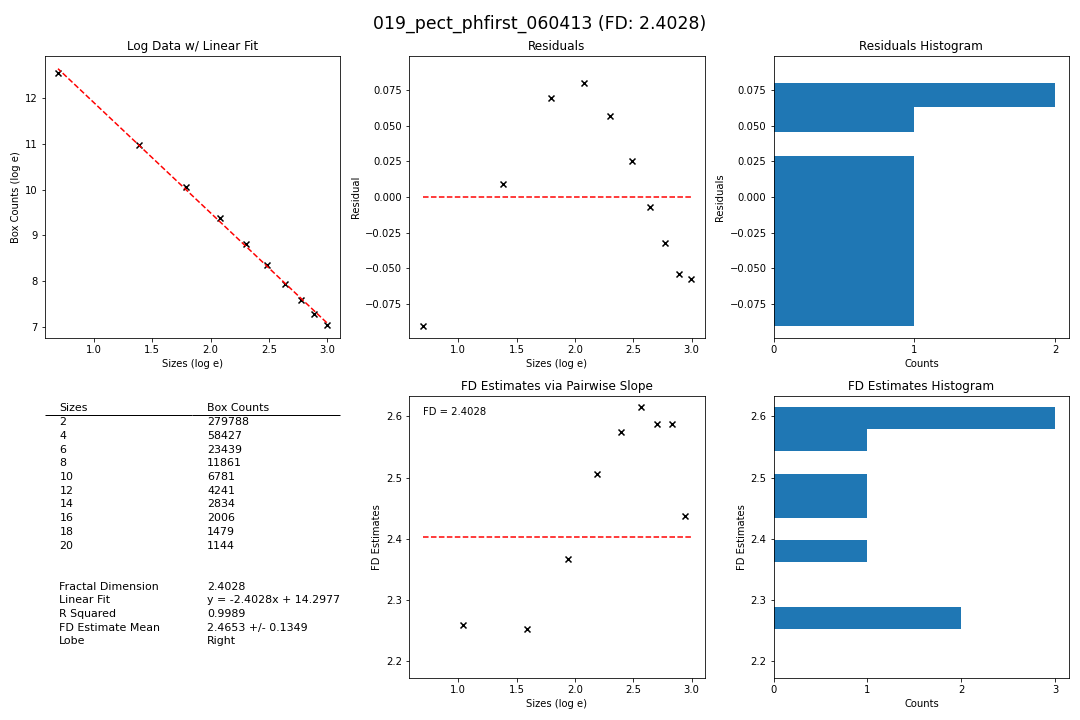 019_pect_phfirst_060413 (FD: 2.4028)
Log Data w/ Linear Fit
Box Counts (log e)
12
11
10
9
8
7
1.0 1.5 2.0 2.5 3.0
Sizes (log e)
Residuals
Residual
0.075
0.050
0.025
0.000
−0.025
−0.050
−0.075
1.0 1.5 2.0 2.5 3.0
Sizes (log e)
Residuals Histogram
Residuals
0.075
0.050
0.025
0.000
−0.025
−0.050
−0.075
0 1 2
Counts
Sizes Box Counts
2 279788
4 58427
6 23439
8 11861
10 6781
12 4241
14 2834
16 2006
18 1479
20 1144
Fractal Dimension 2.4028
Linear Fit y = -2.4028x + 14.2977
R Squared 0.9989
FD Estimate Mean 2.4653 +/- 0.1349
Lobe Right
FD Estimates via Pairwise Slope
FD = 2.4028
FD Estimates
2.6
2.5
2.4
2.3
2.2
1.0 1.5 2.0 2.5 3.0
Sizes (log e)
FD Estimates Histogram
FD Estimates
2.6
2.5
2.4
2.3
2.2
0 1 2 3
Counts